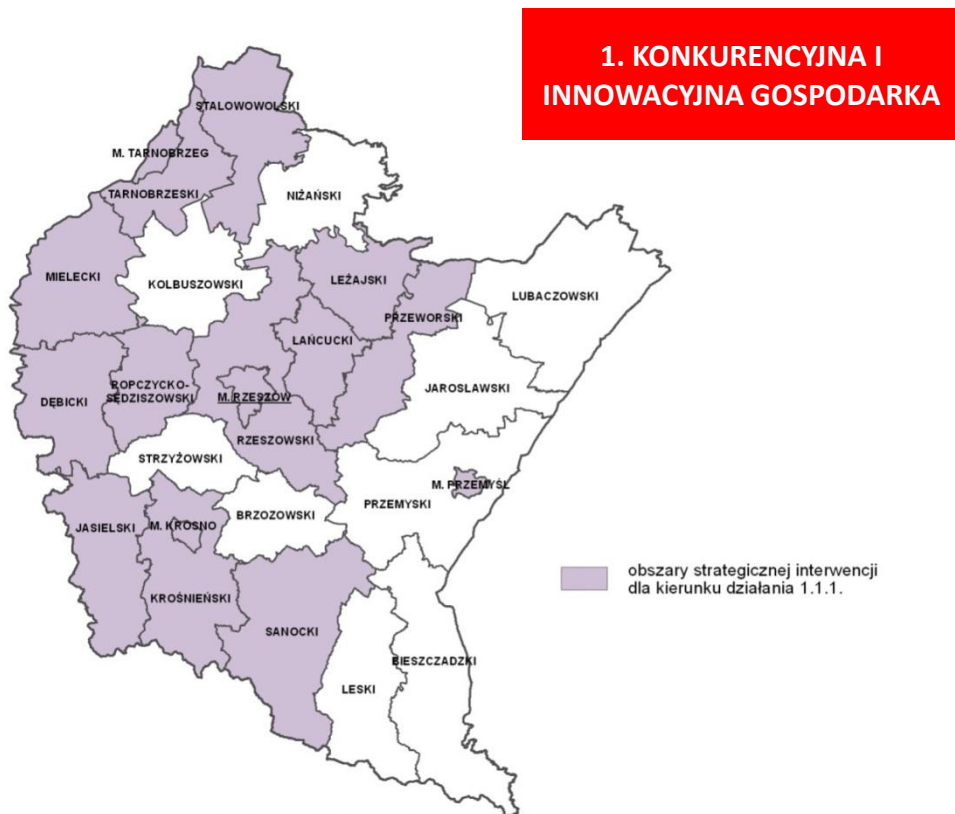 1. KONKURENCYJNA I
INNOWACYJNA GOSPODARKA
STALOWOWOLSKI
M. TARNOBRZEG
TARNOBRZESKI
NIŻAŃSKI
MIELECKI
KOLBUSZOWSKI
LEŻAJSKI
LUBACZOWSKI
PRZEWORSKI
ŁAŃCUCKI
ROPCZYCKO-
SĘDZISZOWSKI
M. RZESZÓW
JAROSLAWSKI
DĘBICKI
RZESZOWSKI
STRZYŻOWSKI
M. PRZEMYŚL
PRZEMYSKI
BRZOZOWSKI
JASIELSKI
M. KROSNO
obszary strategicznej interwencji
dla kierunku działania 1.1.1.
KROŚNIEŃSKI
SANOCKI
BIESZCZADZKI
LESKI